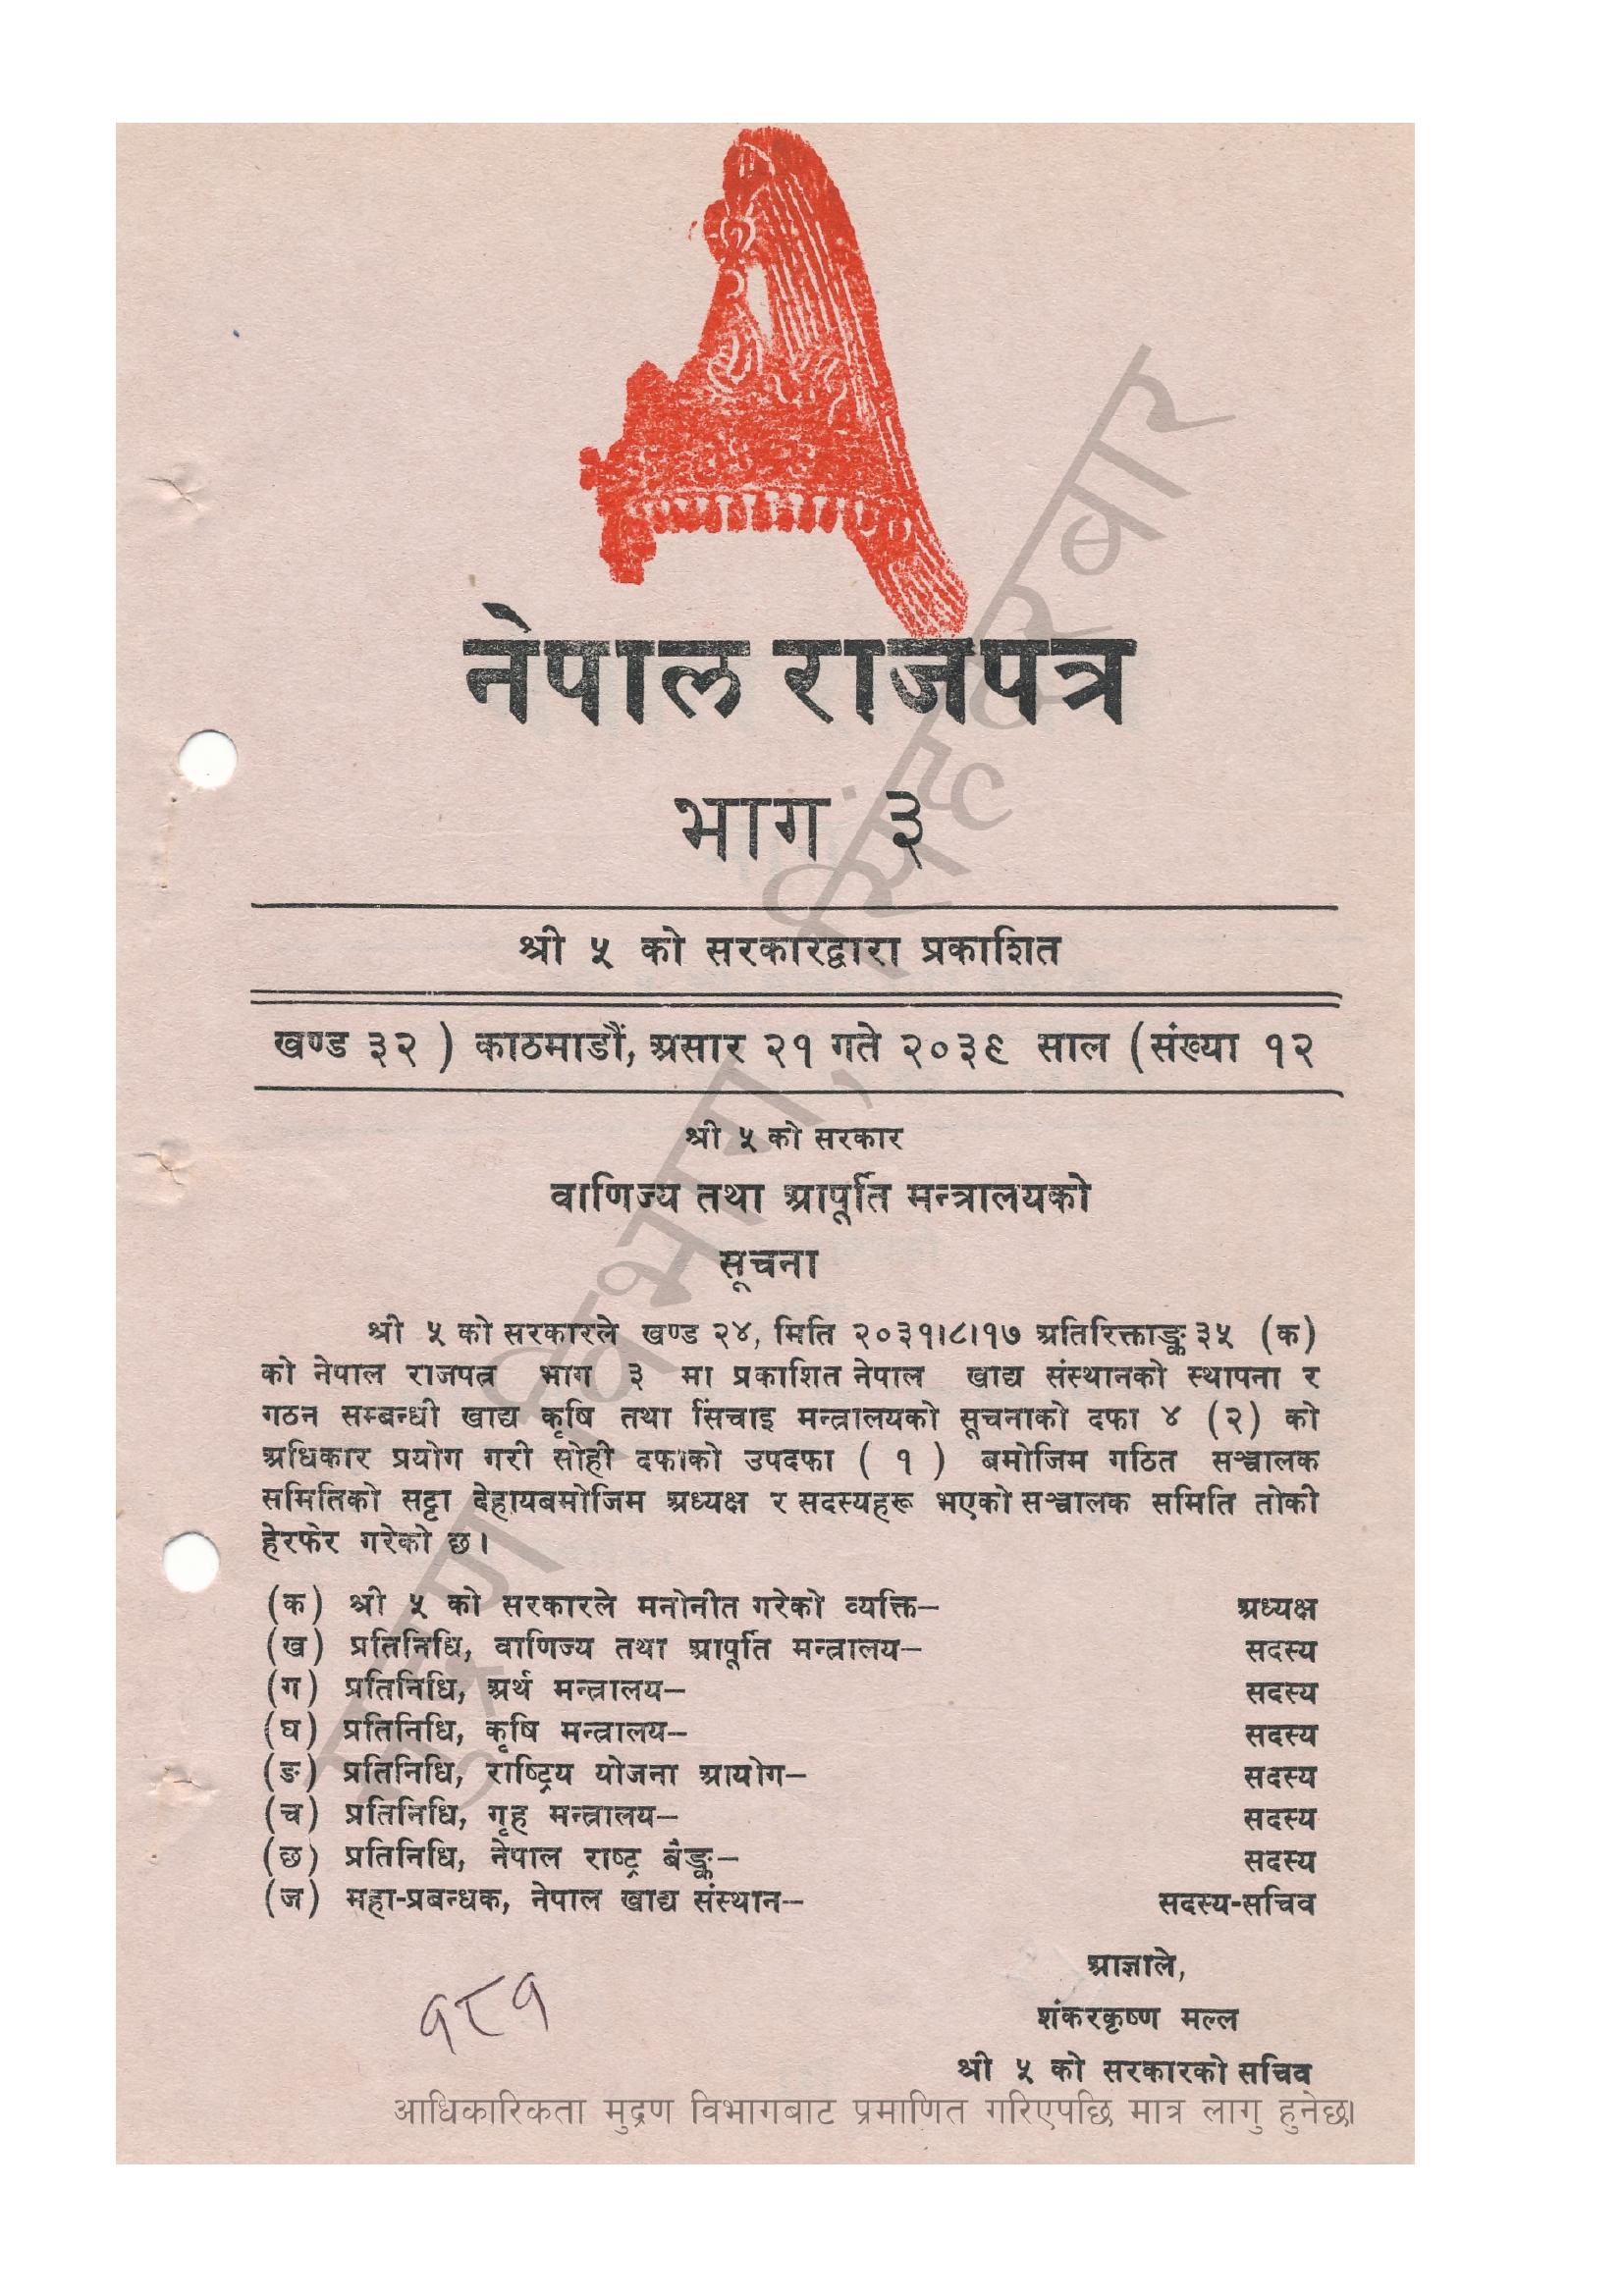 नेपाल राजपत्र
भाग ३
श्री ५ को सरकारद्वारा प्रकाशित
खण्ड ३२ ) काठमाडौं, असार २१ गते २०३९ साल (संख्या १२
श्री ५ को सरकार
वाणिज्य तथा आपूर्ति मन्त्रालयको
सूचना
श्री ५ को सरकारले खण्ड २४, मिति २०३१।८।१७ अतिरिक्ताङ्क ३५ (क)
को नेपाल राजपत्र भाग ३ मा प्रकाशित नेपाल खाद्य संस्थानको स्थापना र
गठन सम्बन्धी खाद्य कृषि तथा सिंचाइ मन्त्रालयको सूचनाको दफा ४ (२) को
अधिकार प्रयोग गरी सोही दफाको उपदफा ( १ ) बमोजिम गठित सञ्चालक
समितिको सट्टा देहायबमोजिम अध्यक्ष र सदस्यहरू भएको सञ्चालक समिति तोकी
हेरफेर गरेको छ।
(क) श्री ५ को सरकारले मनोनीत गरेको व्यक्ति– अध्यक्ष
(ख) प्रतिनिधि, वाणिज्य तथा आपूर्ति मन्त्रालय– सदस्य
(ग) प्रतिनिधि, अर्थ मन्त्रालय– सदस्य
(घ) प्रतिनिधि, कृषि मन्त्रालय– सदस्य
(ङ) प्रतिनिधि, राष्ट्रिय योजना आयोग– सदस्य
(च) प्रतिनिधि, गृह मन्त्रालय– सदस्य
(छ) प्रतिनिधि, नेपाल राष्ट्र बैङ्क– सदस्य
(ज) महा-प्रबन्धक, नेपाल खाद्य संस्थान– सदस्य-सचिव
आज्ञाले,
शंकरकृष्ण मल्ल
श्री ५ को सरकारको सचिव
१८१
आधिकारिकता मुद्रण विभागबाट प्रमाणित गरिएपछि मात्र लागु हुनेछ।
मुद्रण विभाग, सिंहदरबार